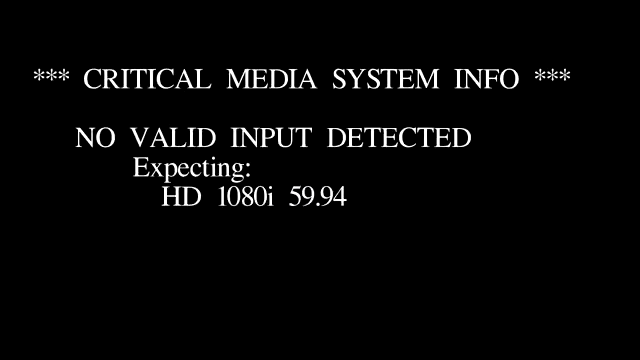 *** CRITICAL MEDIA SYSTEM INFO ***
NO VALID INPUT DETECTED
Expecting:
HD 1080i 59.94